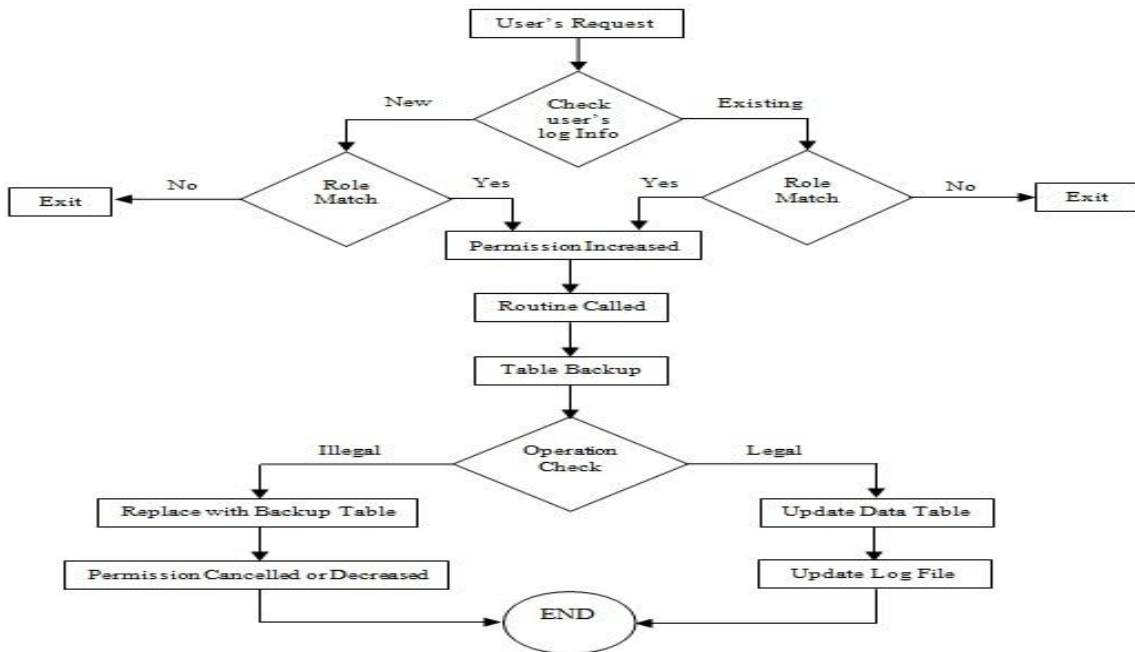 User's Request
New
Existing
Check
user's
log Info
No
Role
Match
Yes
Yes
Role
Match
No
Exit
Exit
Permission Increased
Routine Called
Table Backup
Illegal
Operation
Check
Legal
Replace with Backup Table
Update Data Table
Permission Cancelled or Decreased
Update Log File
END